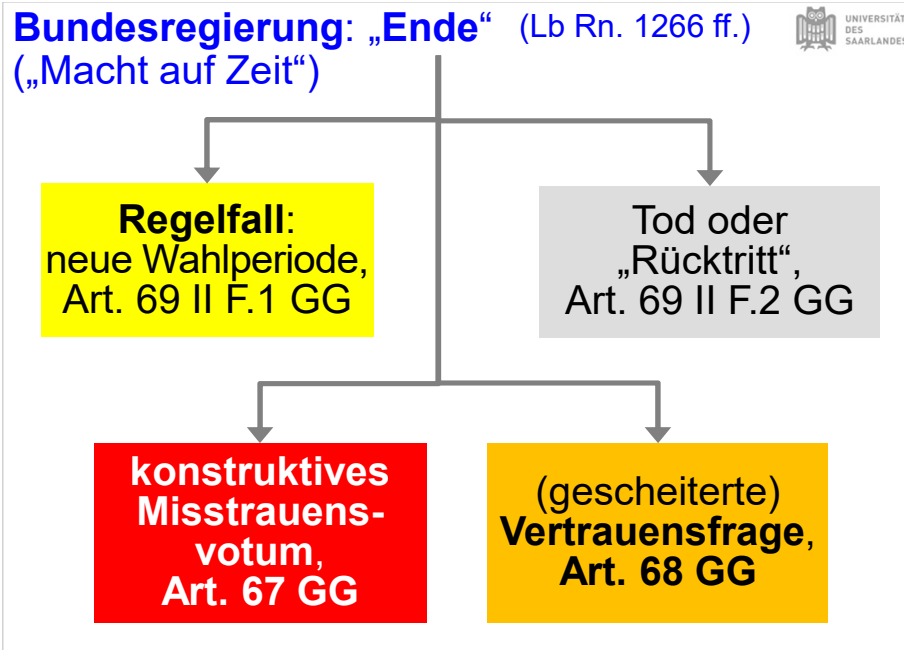 Bundesregierung: „Ende“ (Lb Rn. 1266 ff.)
(„Macht auf Zeit“)
UNIVERSITÄT
DES
SAARLANDES
Regelfall:
neue Wahlperiode,
Art. 69 II F.1 GG
Tod oder
„Rücktritt“,
Art. 69 II F.2 GG
konstruktives
Misstrauens-
votum,
Art. 67 GG
(gescheiterte)
Vertrauensfrage,
Art. 68 GG